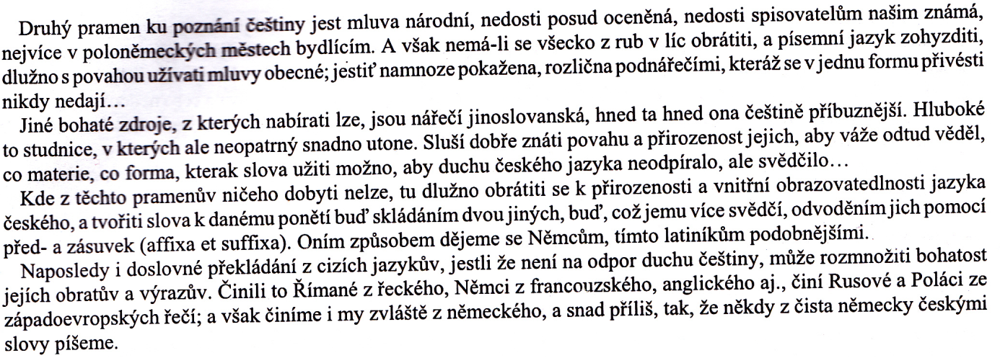 Druhý pramen ku poznání češtiny jest mluva národní, nedosti posud oceněná, nedosti spisovatelům našim známá,
nejvíce v poloněmeckých městech bydlícím. A však nemá-li se všecko z rub v líc obrátiti, a písemní jazyk zohyzditi,
dlužno s povahou užívati mluvy obecné; jestiť namnoze pokažena, rozlična podnářečími, kteráž se v jednu formu přivésti
nikdy nedají…
Jiné bohaté zdroje, z kterých nabírati lze, jsou nářečí jinoslovanská, hned ta hned ona češtině příbuznější. Hluboké
to studnice, v kterých ale neopatrný snadno utone. Sluší dobře znáti povahu a přirozenost jejich, aby váže odtud věděl,
co materie, co forma, kterak slova užiti možno, aby duchu českého jazyka neodpíralo, ale svědčilo…
Kde z těchto pramenův ničeho dobyti nelze, tu dlužno obrátiti se k přirozenosti a vnitřní obrazovatedlnosti jazyka
českého, a tvořiti slova k danému ponětí buď skládáním dvou jiných, buď, což jemu více svědčí, odvoděním jich pomocí
před- a zásuvek (affixa et suffixa). Oním způsobem dějeme se Němcům, tímto latiníkům podobnějšími.
Naposledy i doslovné překládání z cizích jazykův, jestli že není na odpor duchu češtiny, může rozmnožiti bohatost
jejích obratův a výrazův. Činili to Římané z řeckého, Němci z francouzského, anglického aj., činí Rusové a Poláci ze
západoevropských řečí; a však činíme i my zvláště z německého, a snad příliš, tak, že někdy z čista německy českými
slovy píšeme.